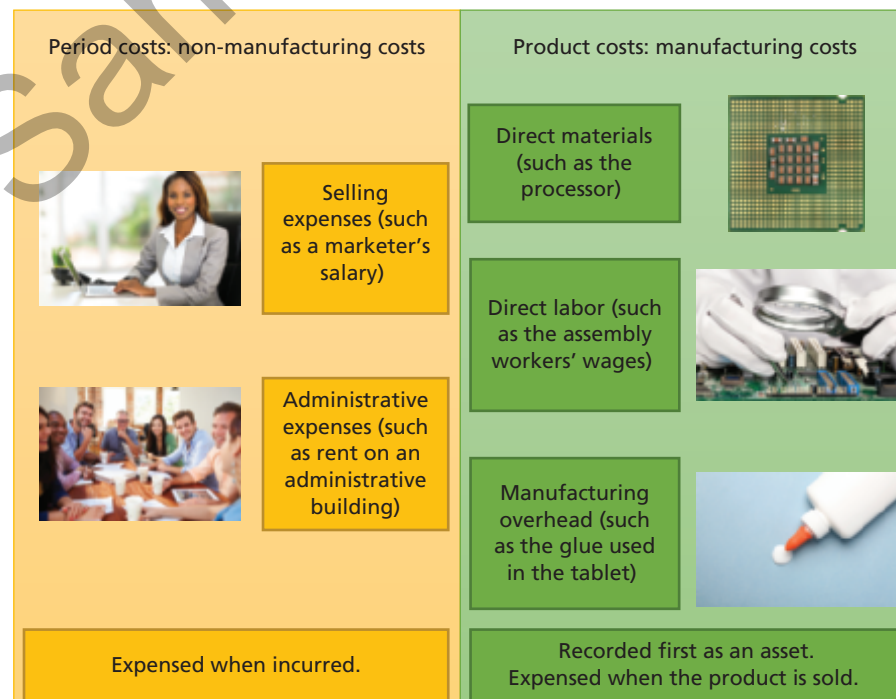 Period costs: non-manufacturing costs
Selling
expenses (such
as a marketer's
salary)
Administrative
expenses (such
as rent on an
administrative
building)
Expensed when incurred.
Product costs: manufacturing costs
Direct materials
(such as the
processor)
Direct labor (such
as the assembly
workers' wages)
Manufacturing
overhead (such
as the glue used
in the tablet)
Recorded first as an asset.
Expensed when the product is sold.